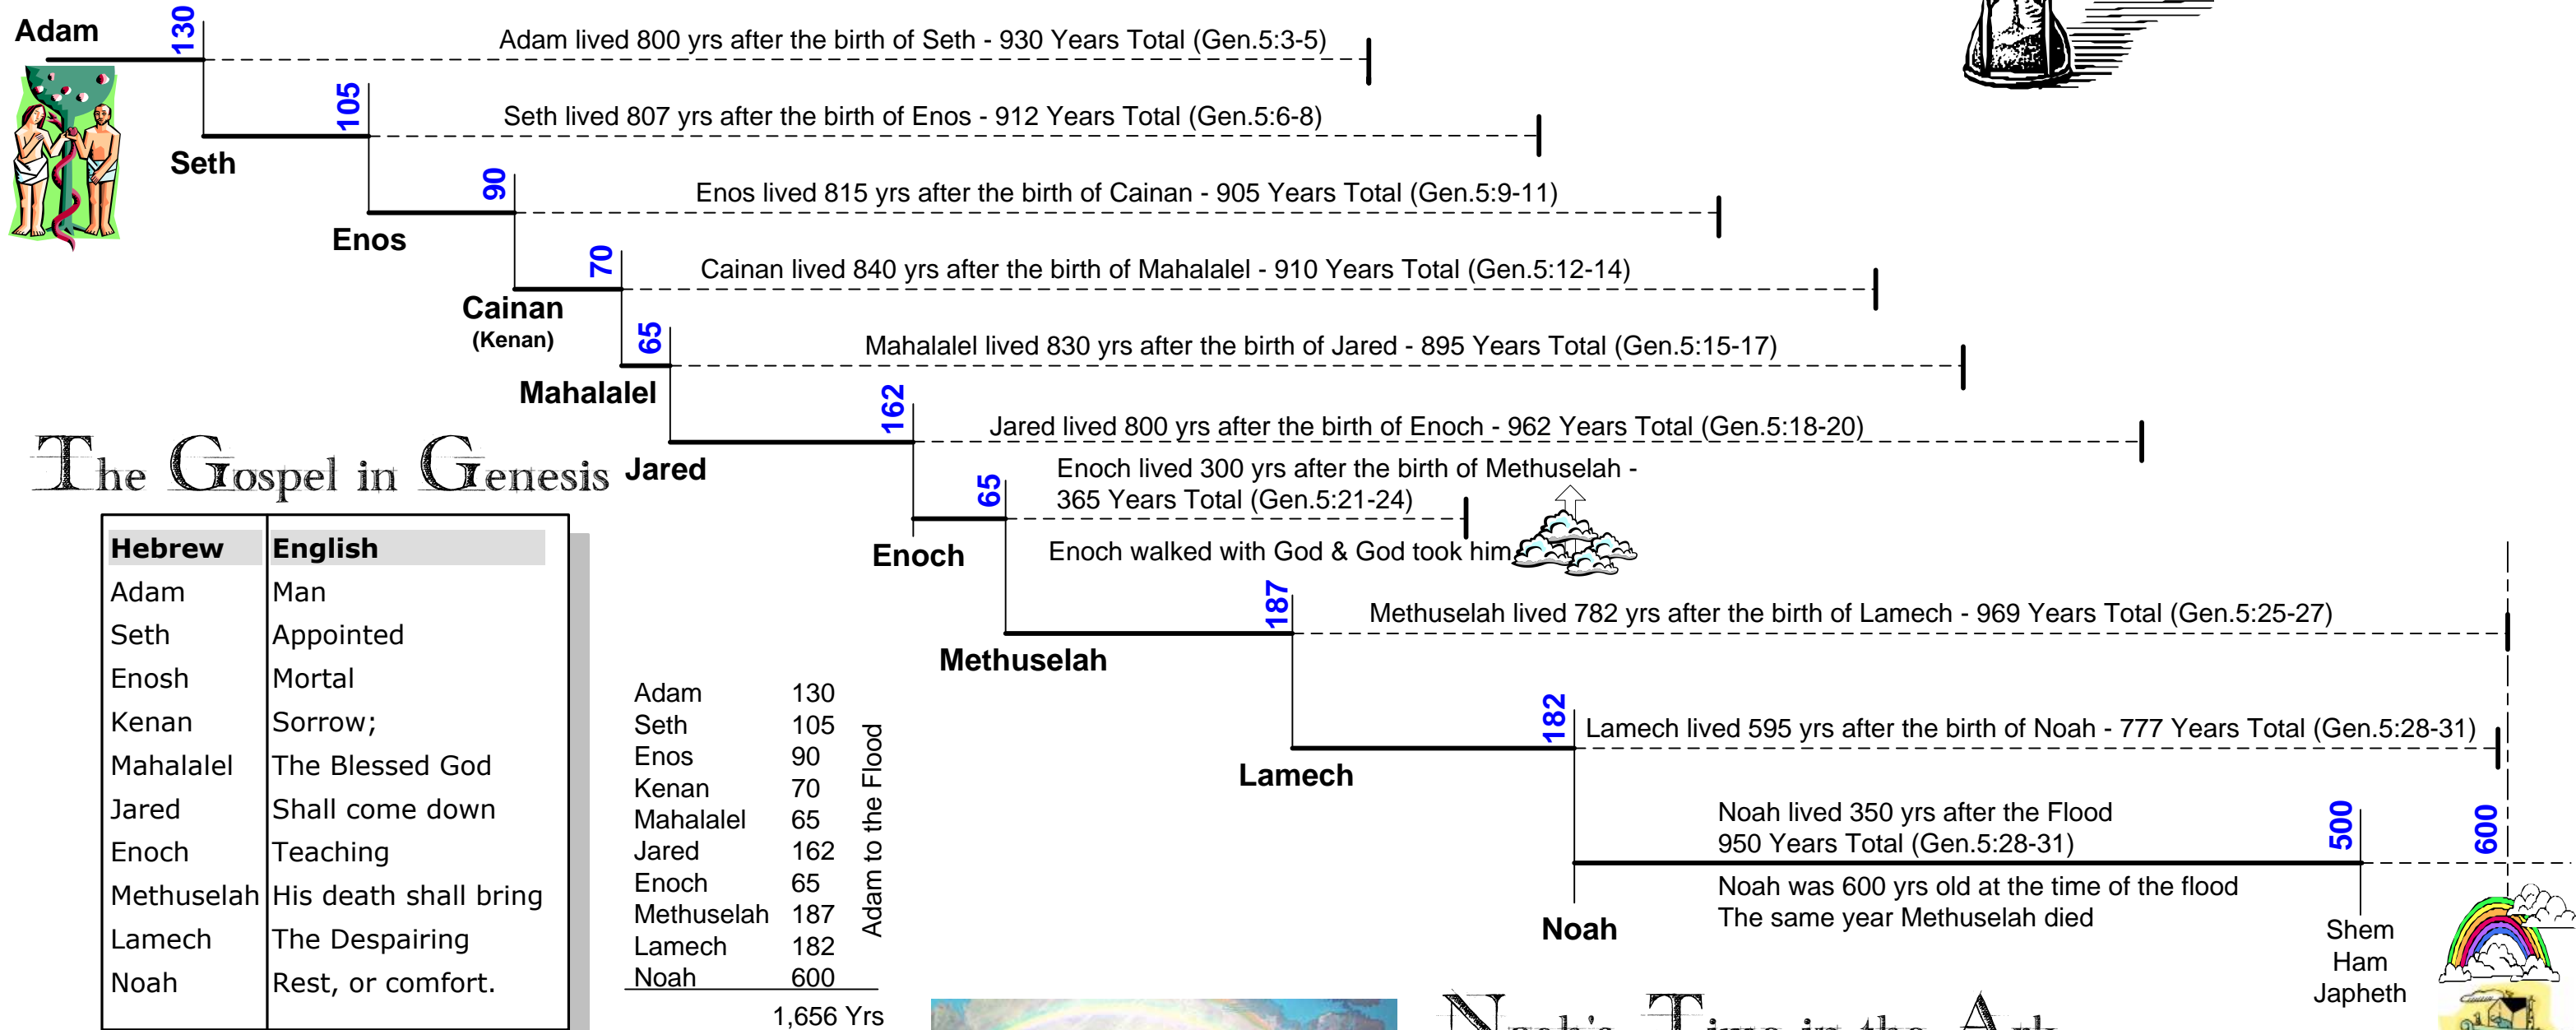 Adam
130
Adam lived 800 yrs after the birth of Seth - 930 Years Total (Gen.5:3-5)
105
Seth lived 807 yrs after the birth of Enos - 912 Years Total (Gen.5:6-8)
Seth
90
Enos lived 815 yrs after the birth of Cainan - 905 Years Total (Gen.5:9-11)
Enos
70
Cainan lived 840 yrs after the birth of Mahalalel - 910 Years Total (Gen.5:12-14)
Cainan
(Kenan)
65
Mahalalel lived 830 yrs after the birth of Jared - 895 Years Total (Gen.5:15-17)
Mahalalel
162
Jared lived 800 yrs after the birth of Enoch - 962 Years Total (Gen.5:18-20)
Jared
65
Enoch lived 300 yrs after the birth of Methuselah -
365 Years Total (Gen.5:21-24)
Enoch walked with God & God took him
Enoch
187
Methuselah lived 782 yrs after the birth of Lamech - 969 Years Total (Gen.5:25-27)
Methuselah
182
Lamech lived 595 yrs after the birth of Noah - 777 Years Total (Gen.5:28-31)
Lamech
Noah lived 350 yrs after the Flood
950 Years Total (Gen.5:28-31)
500
600
Noah was 600 yrs old at the time of the flood
The same year Methuselah died
Noah
Shem
Ham
Japheth
The Gospel in Genesis
Hebrew English
Adam Man
Seth Appointed
Enosh Mortal
Kenan Sorrow;
Mahalalel The Blessed God
Jared Shall come down
Enoch Teaching
Methuselah His death shall bring
Lamech The Despairing
Noah Rest, or comfort.
Adam 130
Seth 105
Enos 90
Kenan 70
Mahalalel 65
Jared 162
Enoch 65
Methuselah 187
Lamech 182
Noah 600
1,656 Yrs
Adam to the Flood
Noah's Time in the Ark